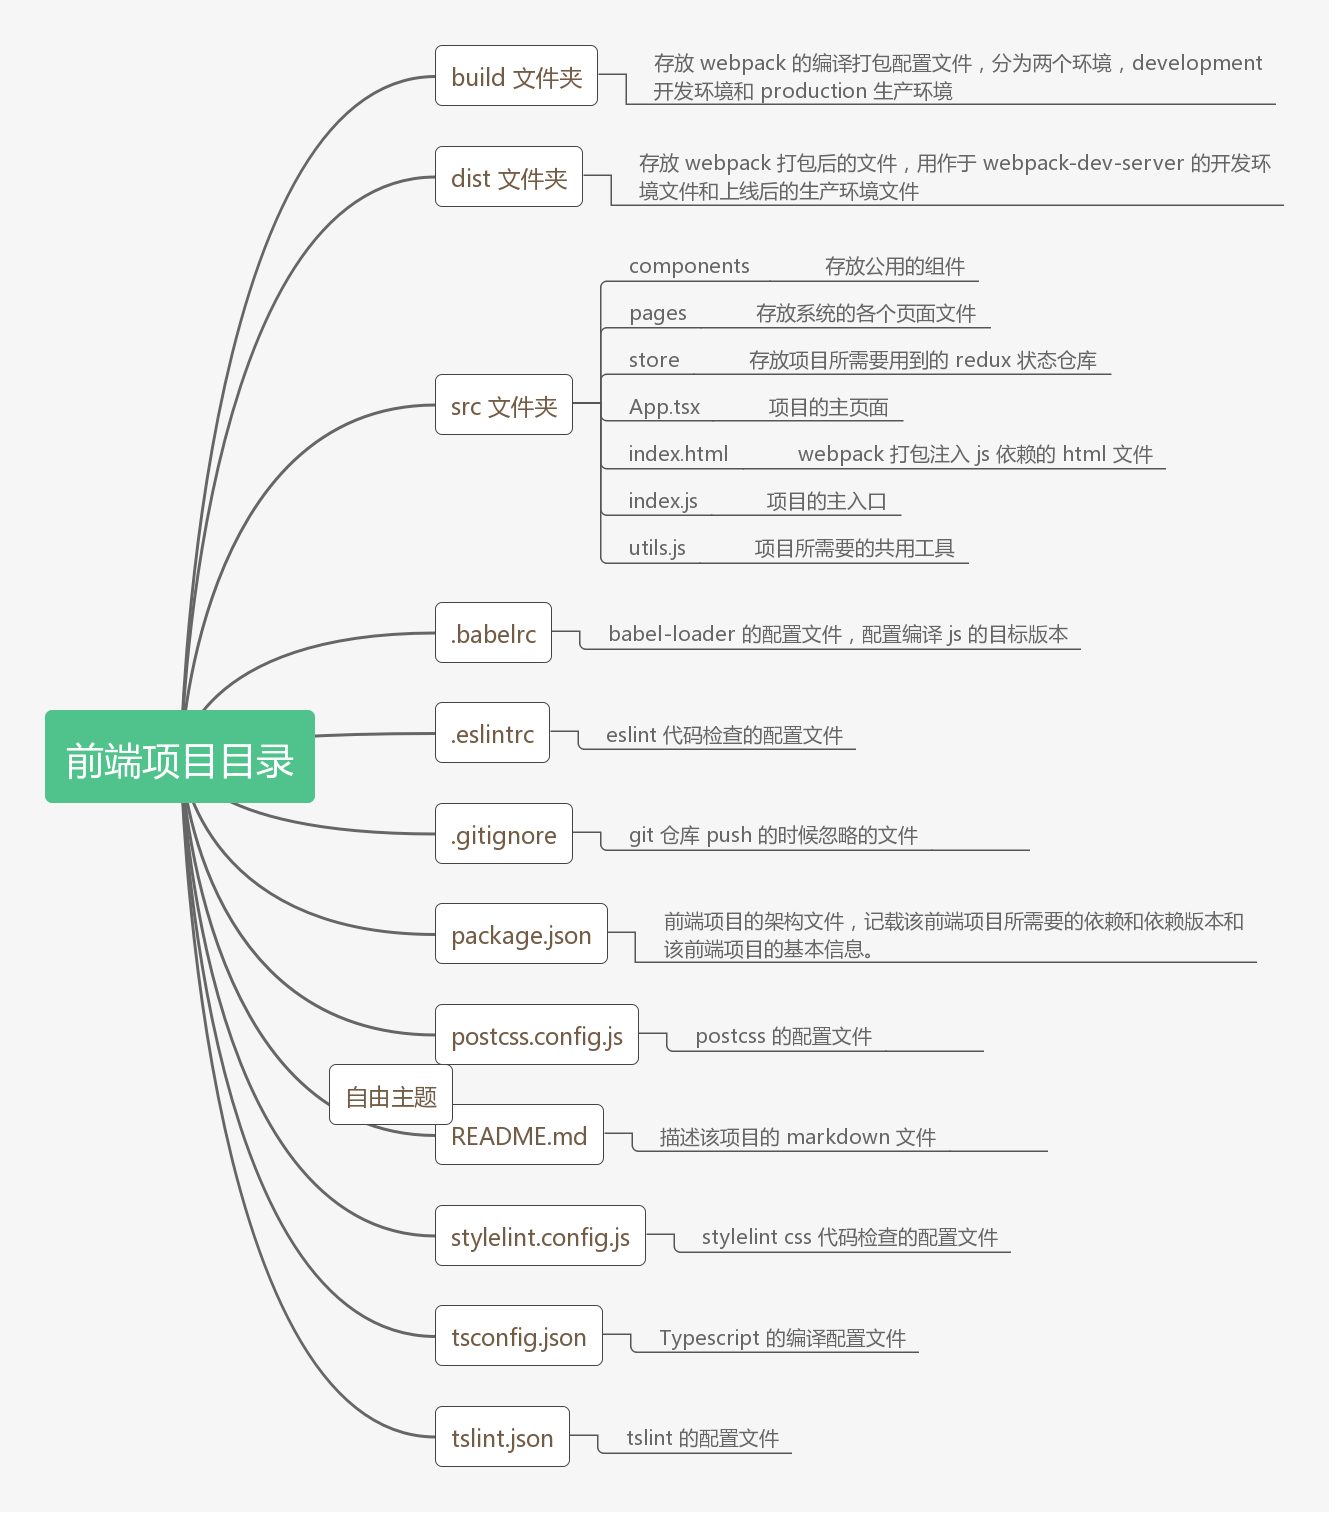 前端项目目录
build 文件夹
存放 webpack 的编译打包配置文件，分为两个环境，development
开发环境和 production 生产环境
dist 文件夹
存放 webpack 打包后的文件，用作于 webpack-dev-server 的开发环
境文件和上线后的生产环境文件
src 文件夹
components 存放公用的组件
pages 存放系统的各个页面文件
store 存放项目所需要用到的 redux 状态仓库
App.tsx 项目的主页面
index.html webpack 打包注入 js 依赖的 html 文件
index.js 项目的主入口
utils.js 项目所需要的共用工具
.babelrc
babel-loader 的配置文件，配置编译 js 的目标版本
.eslintrc
eslint 代码检查的配置文件
.gitignore
git 仓库 push 的时候忽略的文件
package.json
前端项目的架构文件，记载该前端项目所需要的依赖和依赖版本和
该前端项目的基本信息。
postcss.config.js
postcss 的配置文件
自由主题
README.md
描述该项目的 markdown 文件
stylelint.config.js
stylelint css 代码检查的配置文件
tsconfig.json
Typescript 的编译配置文件
tslint.json
tslint 的配置文件